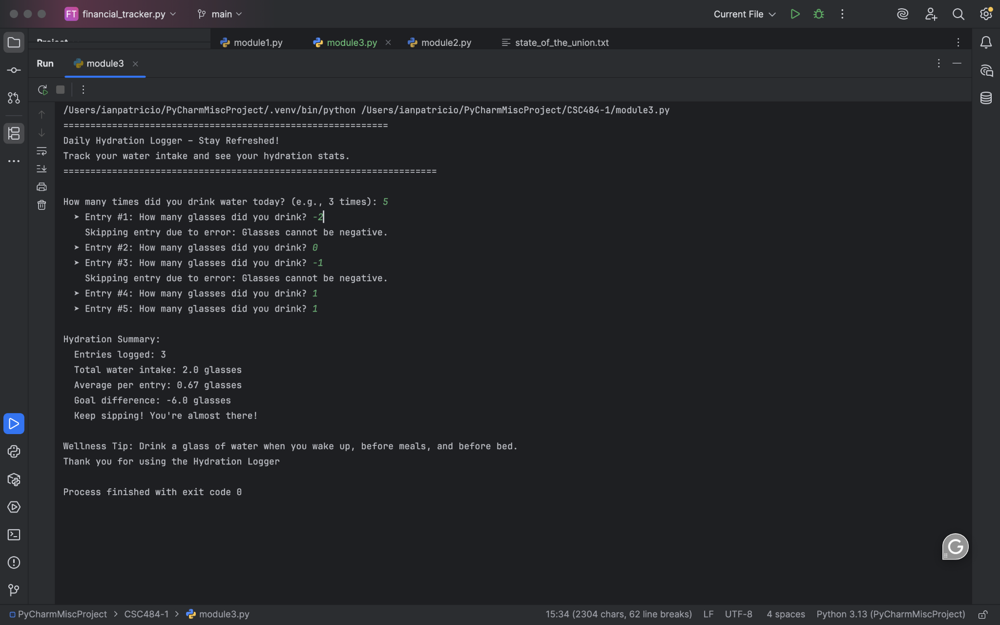 FT financial_tracker.py main Current File
Project module1.py module3.py module2.py state_of_the_union.txt
Run module3
/Users/ianpatricio/PyCharmMiscProject/.venv/bin/python /Users/ianpatricio/PyCharmMiscProject/CSC484-1/module3.py
============================================================
Daily Hydration Logger – Stay Refreshed!
Track your water intake and see your hydration stats.
=====================================================================
How many times did you drink water today? (e.g., 3 times): 5
➤ Entry #1: How many glasses did you drink? -2
Skipping entry due to error: Glasses cannot be negative.
➤ Entry #2: How many glasses did you drink? 0
➤ Entry #3: How many glasses did you drink? -1
Skipping entry due to error: Glasses cannot be negative.
➤ Entry #4: How many glasses did you drink? 1
➤ Entry #5: How many glasses did you drink? 1
Hydration Summary:
Entries logged: 3
Total water intake: 2.0 glasses
Average per entry: 0.67 glasses
Goal difference: -6.0 glasses
Keep sipping! You're almost there!
Wellness Tip: Drink a glass of water when you wake up, before meals, and before bed.
Thank you for using the Hydration Logger
Process finished with exit code 0
PyCharmMiscProject > CSC484-1 > module3.py 15:34 (2304 chars, 62 line breaks) LF UTF-8 4 spaces Python 3.13 (PyCharmMiscProject)